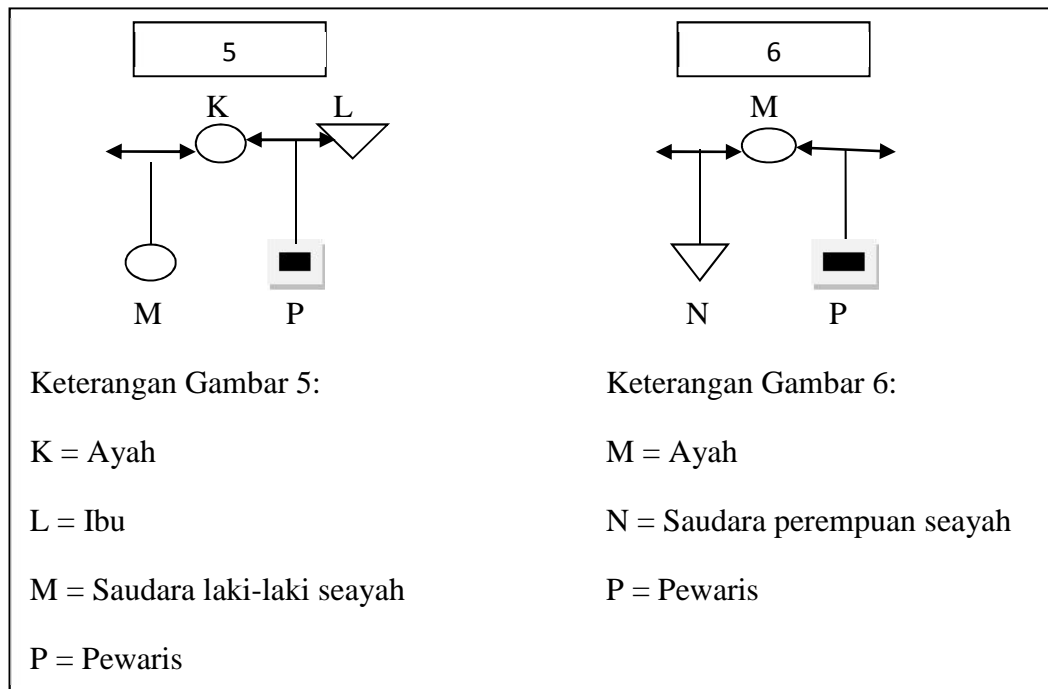 5
K L
M P
Keterangan Gambar 5:
K = Ayah
L = Ibu
M = Saudara laki-laki seayah
P = Pewaris
6
M
N P
Keterangan Gambar 6:
M = Ayah
N = Saudara perempuan seayah
P = Pewaris